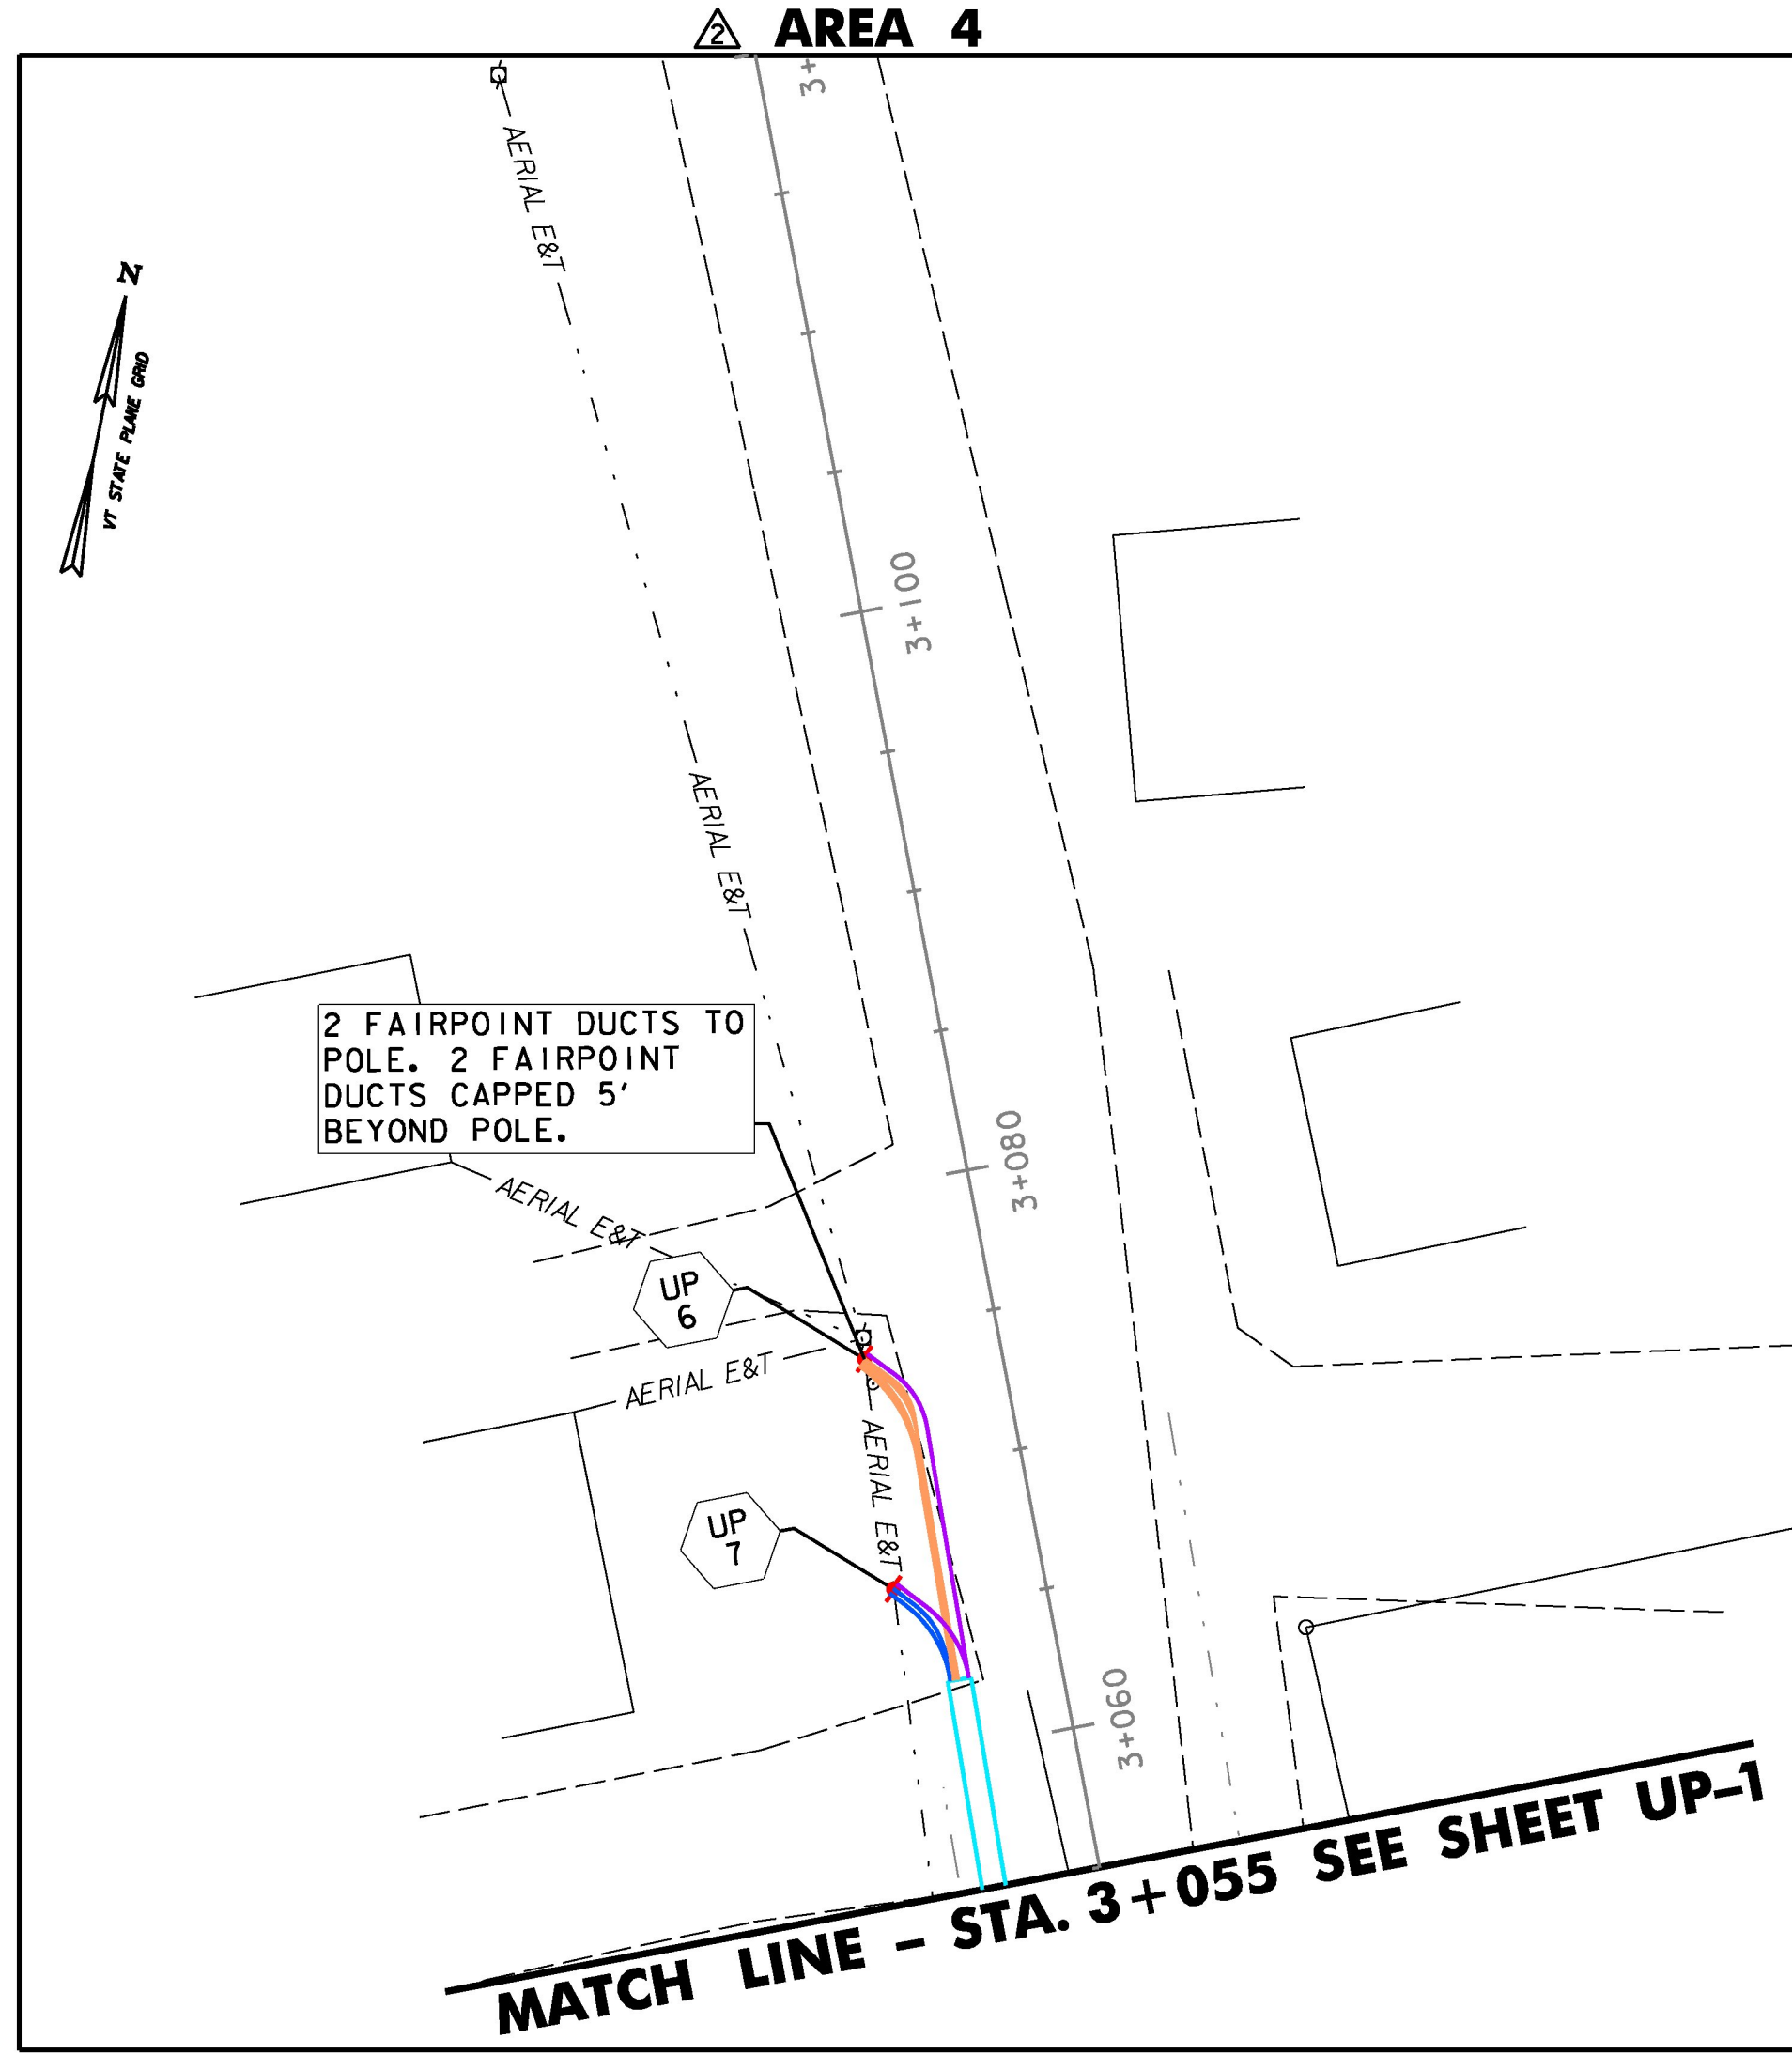 2 AREA 4
3+
AERIAL E&T
N
VT STATE PLANE GRID
3+100
AERIAL E&T
2 FAIRPOINT DUCTS TO
POLE. 2 FAIRPOINT
DUCTS CAPPED 5'
BEYOND POLE.
3+080
AERIAL E&T
UP
6
AERIAL E&T
AERIAL E&T
UP
7
3+060
MATCH LINE – STA. 3+055 SEE SHEET UP–1